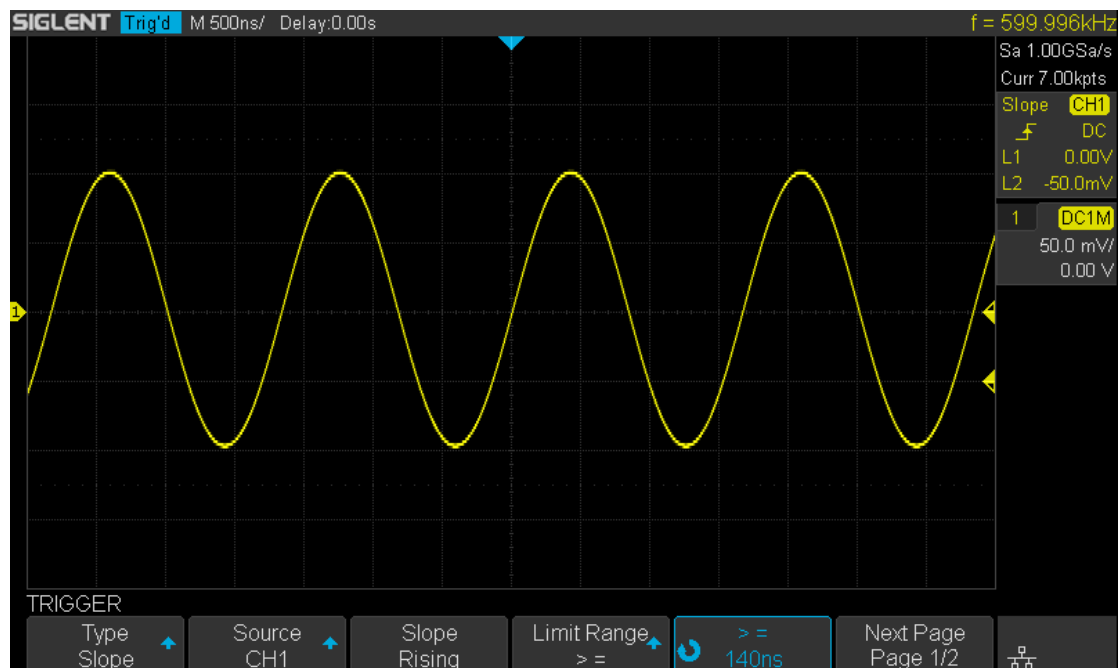 SIGLENT Trig'd M 500ns/ Delay:0.00s f = 599.996kHz
Sa 1.00GSa/s
Curr 7.00kpts
Slope CH1
DC
L1 0.00V
L2 -50.0mV
1 DC1M
50.0 mV/
0.00 V
1
TRIGGER
Type Source Slope Limit Range > = Next Page
Slope CH1 Rising > = 140ns Page 1/2